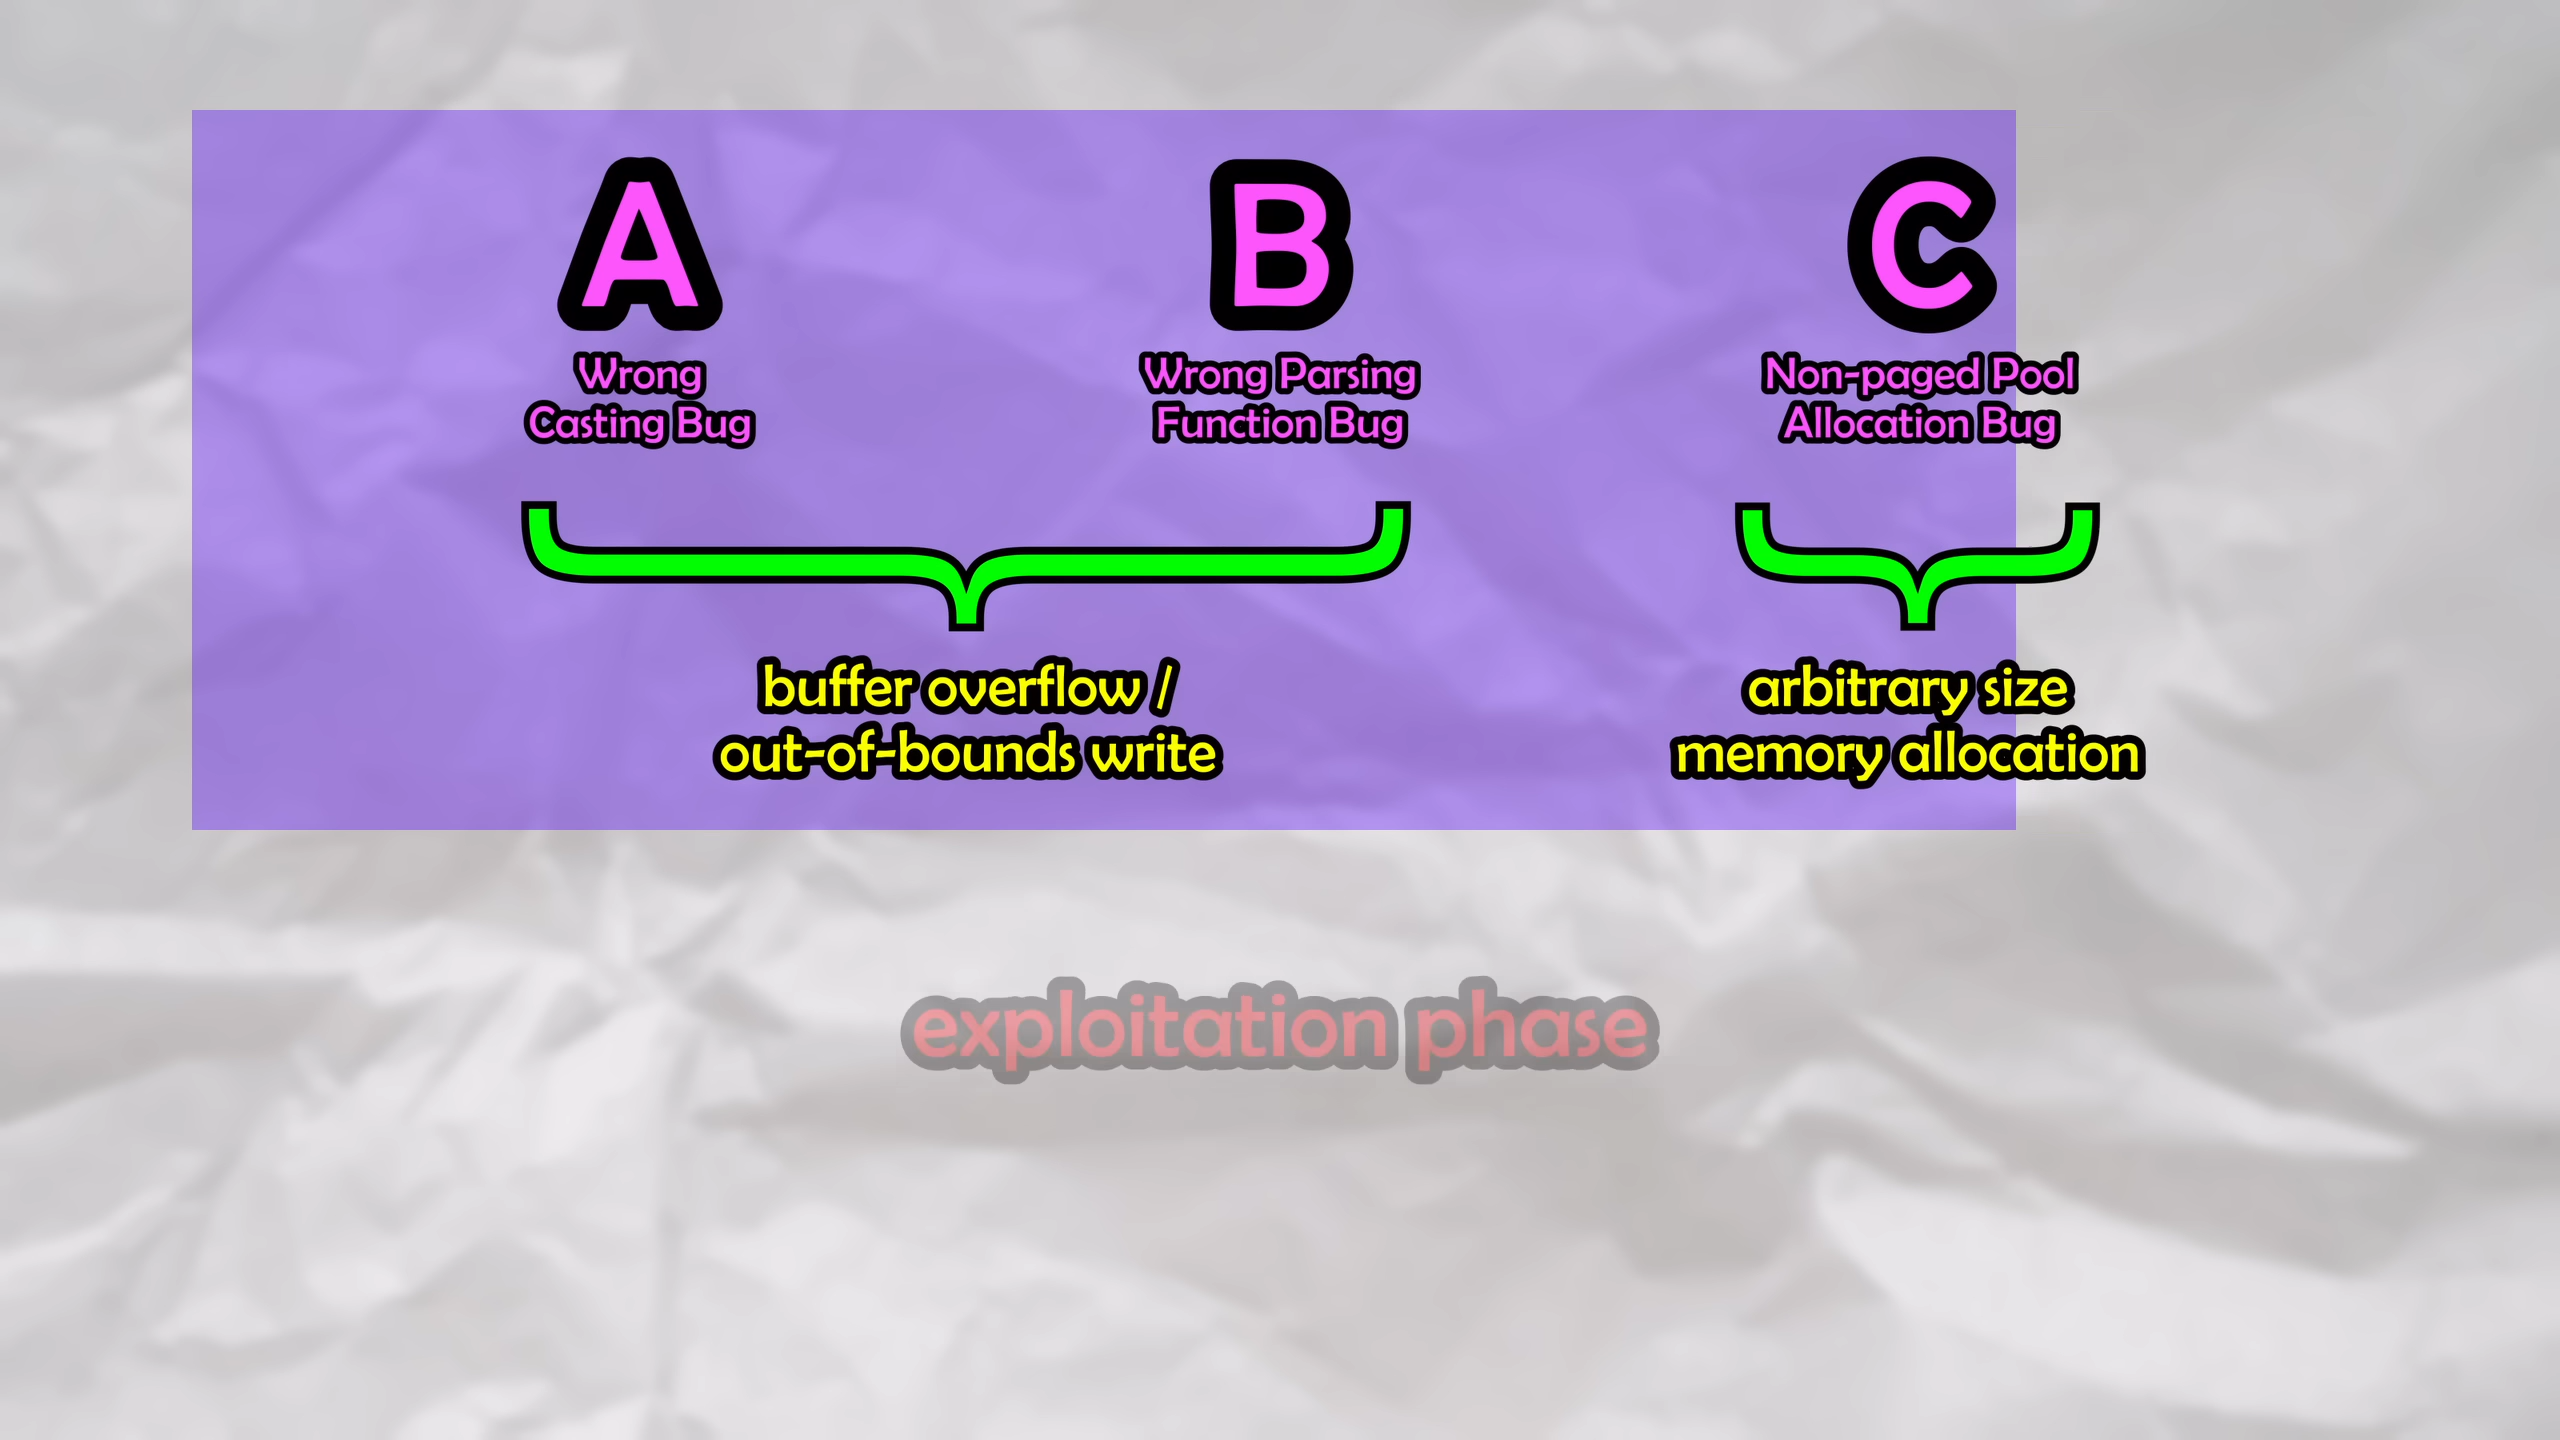 A
Wrong
Casting Bug
B
Wrong Parsing
Function Bug
C
Non-paged Pool
Allocation Bug
buffer overflow /
out-of-bounds write
arbitrary size
memory allocation
exploitation phase